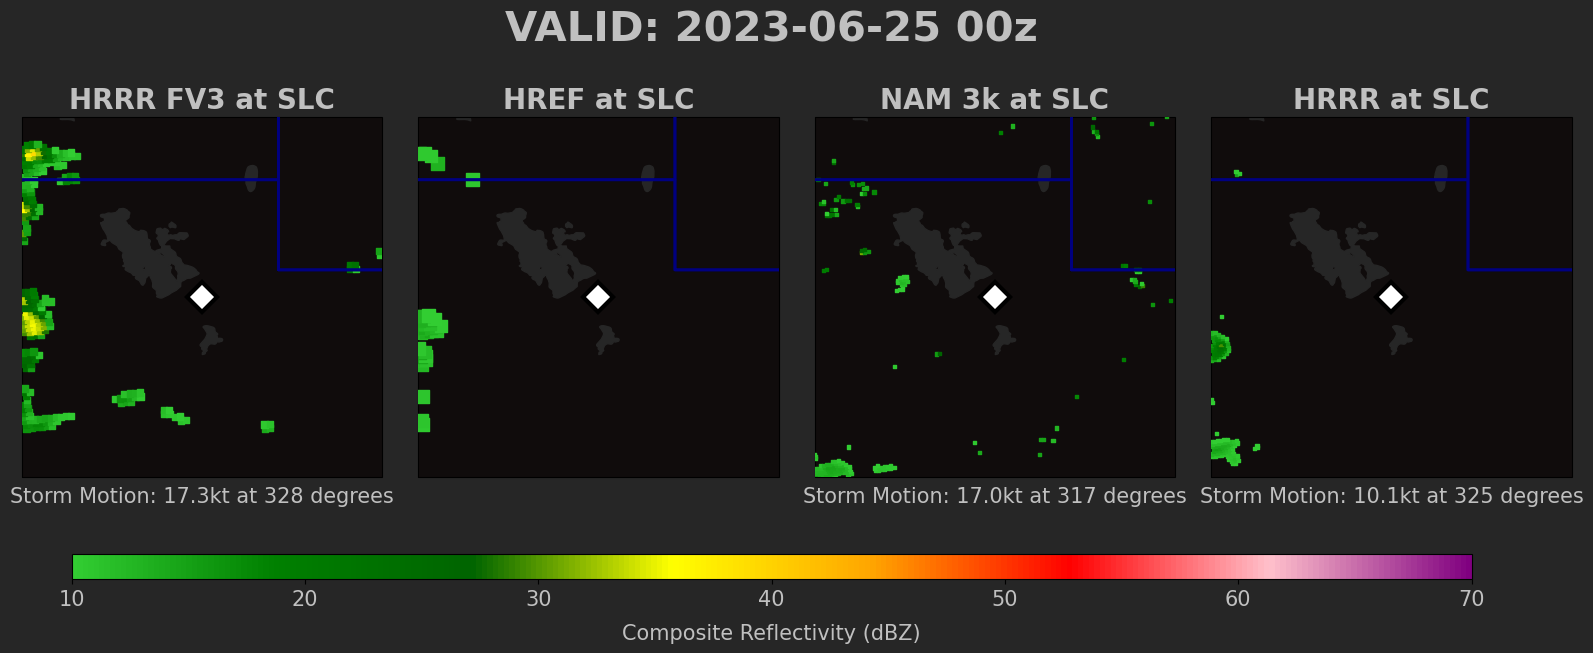 VALID: 2023-06-25 00z
HRRR FV3 at SLC
HREF at SLC
NAM 3k at SLC
HRRR at SLC
Storm Motion: 17.3kt at 328 degrees
Storm Motion: 17.0kt at 317 degrees
Storm Motion: 10.1kt at 325 degrees
10 20 30 40 50 60 70
Composite Reflectivity (dBZ)